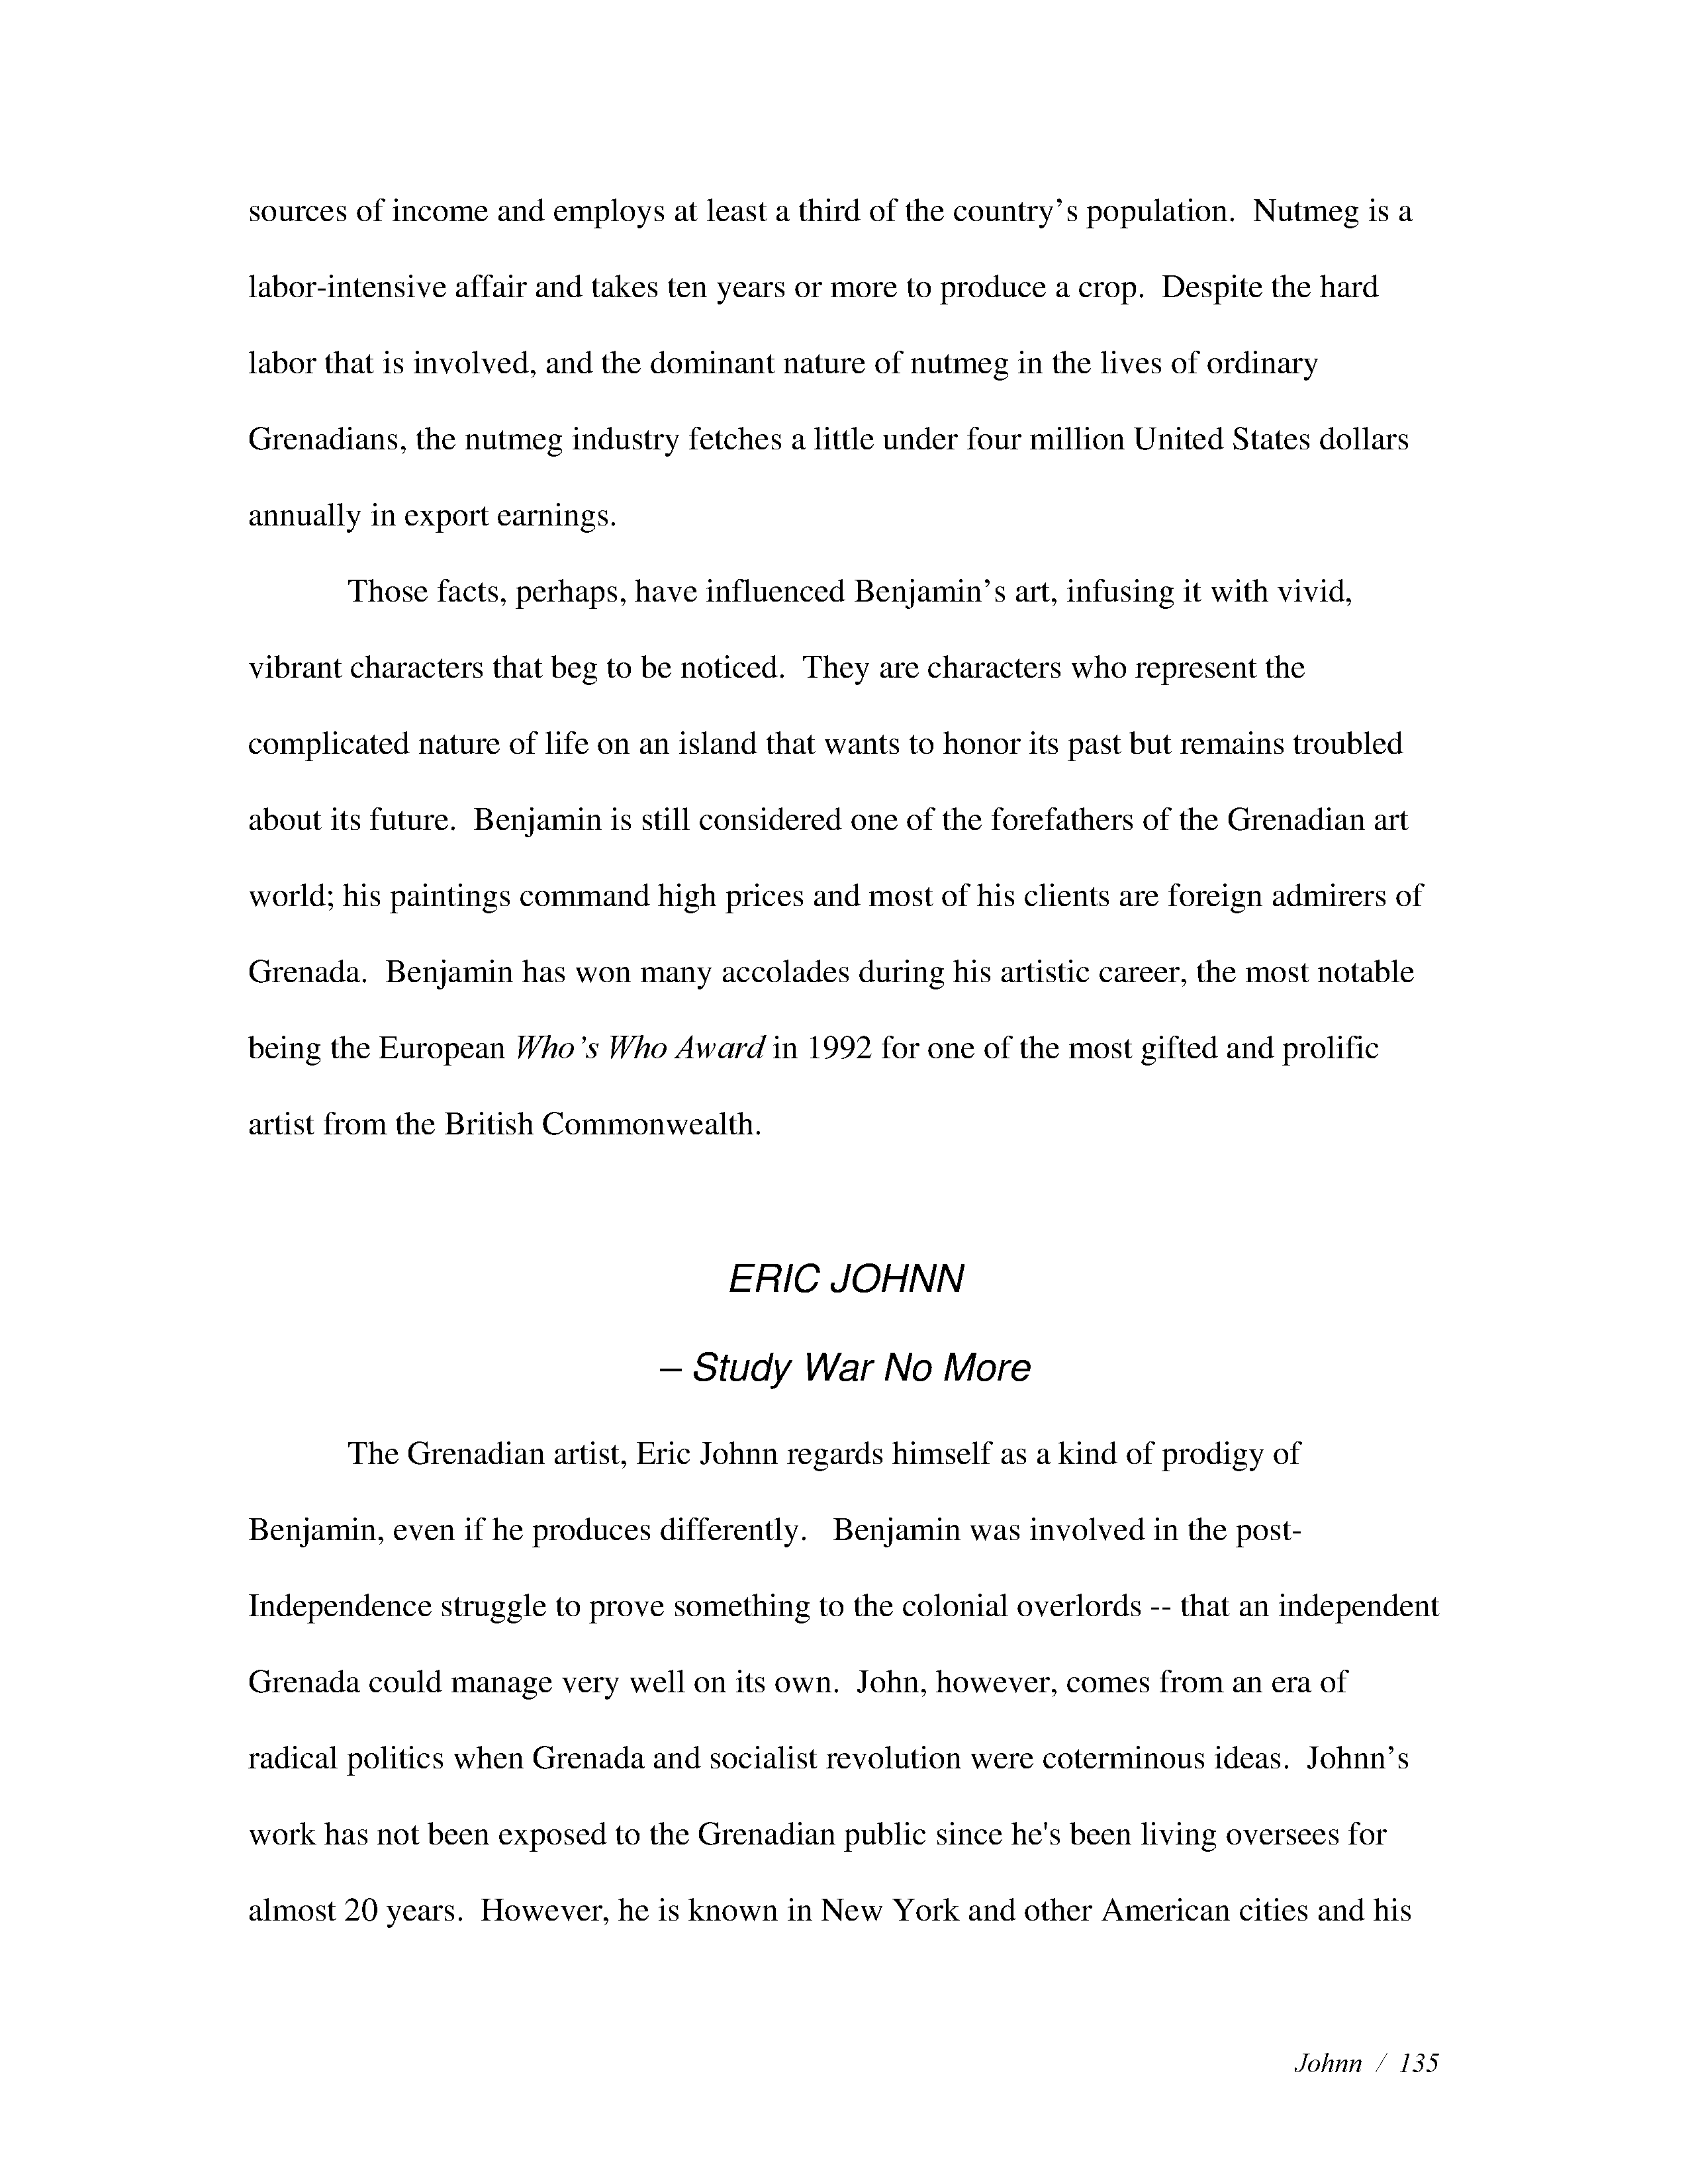 sources of income and employs at least a third of the country’s population.  Nutmeg is a
labor-intensive affair and takes ten years or more to produce a crop.  Despite the hard
labor that is involved, and the dominant nature of nutmeg in the lives of ordinary
Grenadians, the nutmeg industry fetches a little under four million United States dollars
annually in export earnings.
Those facts, perhaps, have influenced Benjamin’s art, infusing it with vivid,
vibrant characters that beg to be noticed.  They are characters who represent the
complicated nature of life on an island that wants to honor its past but remains troubled
about its future.  Benjamin is still considered one of the forefathers of the Grenadian art
world; his paintings command high prices and most of his clients are foreign admirers of
Grenada.  Benjamin has won many accolades during his artistic career, the most notable
being the European Who’s Who Award in 1992 for one of the most gifted and prolific
artist from the British Commonwealth.
ERIC JOHNN
– Study War No More
The Grenadian artist, Eric Johnn regards himself as a kind of prodigy of
Benjamin, even if he produces differently.   Benjamin was involved in the post-
Independence struggle to prove something to the colonial overlords -- that an independent
Grenada could manage very well on its own.  John, however, comes from an era of
radical politics when Grenada and socialist revolution were coterminous ideas.  Johnn’s
work has not been exposed to the Grenadian public since he's been living oversees for
almost 20 years.  However, he is known in New York and other American cities and his
Johnn / 135